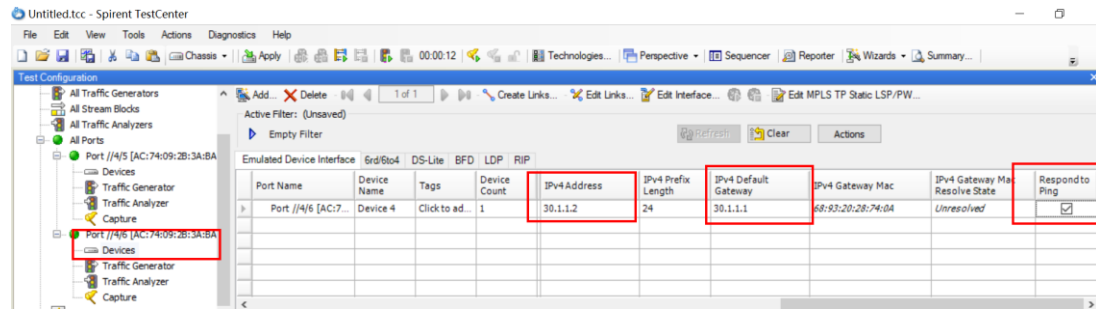 Untitled.tcc - Spirent TestCenter
File Edit View Tools Actions Diagnostics Help
Chassis Apply 00:00:12 Technologies... Perspective Sequencer Reporter Wizards Summary...
Test Configuration
All Traffic Generators
All Stream Blocks
All Traffic Analyzers
All Ports
Port //4/5 [AC:74:09:2B:3A:BA
Devices
Traffic Generator
Traffic Analyzer
Capture
Port //4/6 [AC:74:09:2B:3A:BA
Devices
Traffic Generator
Traffic Analyzer
Capture
Add... Delete 1 of 1 Create Links... Edit Links... Edit Interface... Edit MPLS TP Static LSP/PW...
Active Filter: (Unsaved)
Empty Filter Refresh Clear Actions
Emulated Device Interface 6rd/6to4 DS-Lite BFD LDP RIP
Port Name Device Name Tags Device Count IPv4 Address IPv4 Prefix Length IPv4 Default Gateway IPv4 Gateway Mac IPv4 Gateway Mac Resolve State Respond to Ping
Port //4/6 [AC:7... Device 4 Click to ad... 1 30.1.1.2 24 30.1.1.1 68:93:20:28:74:0A Unresolved